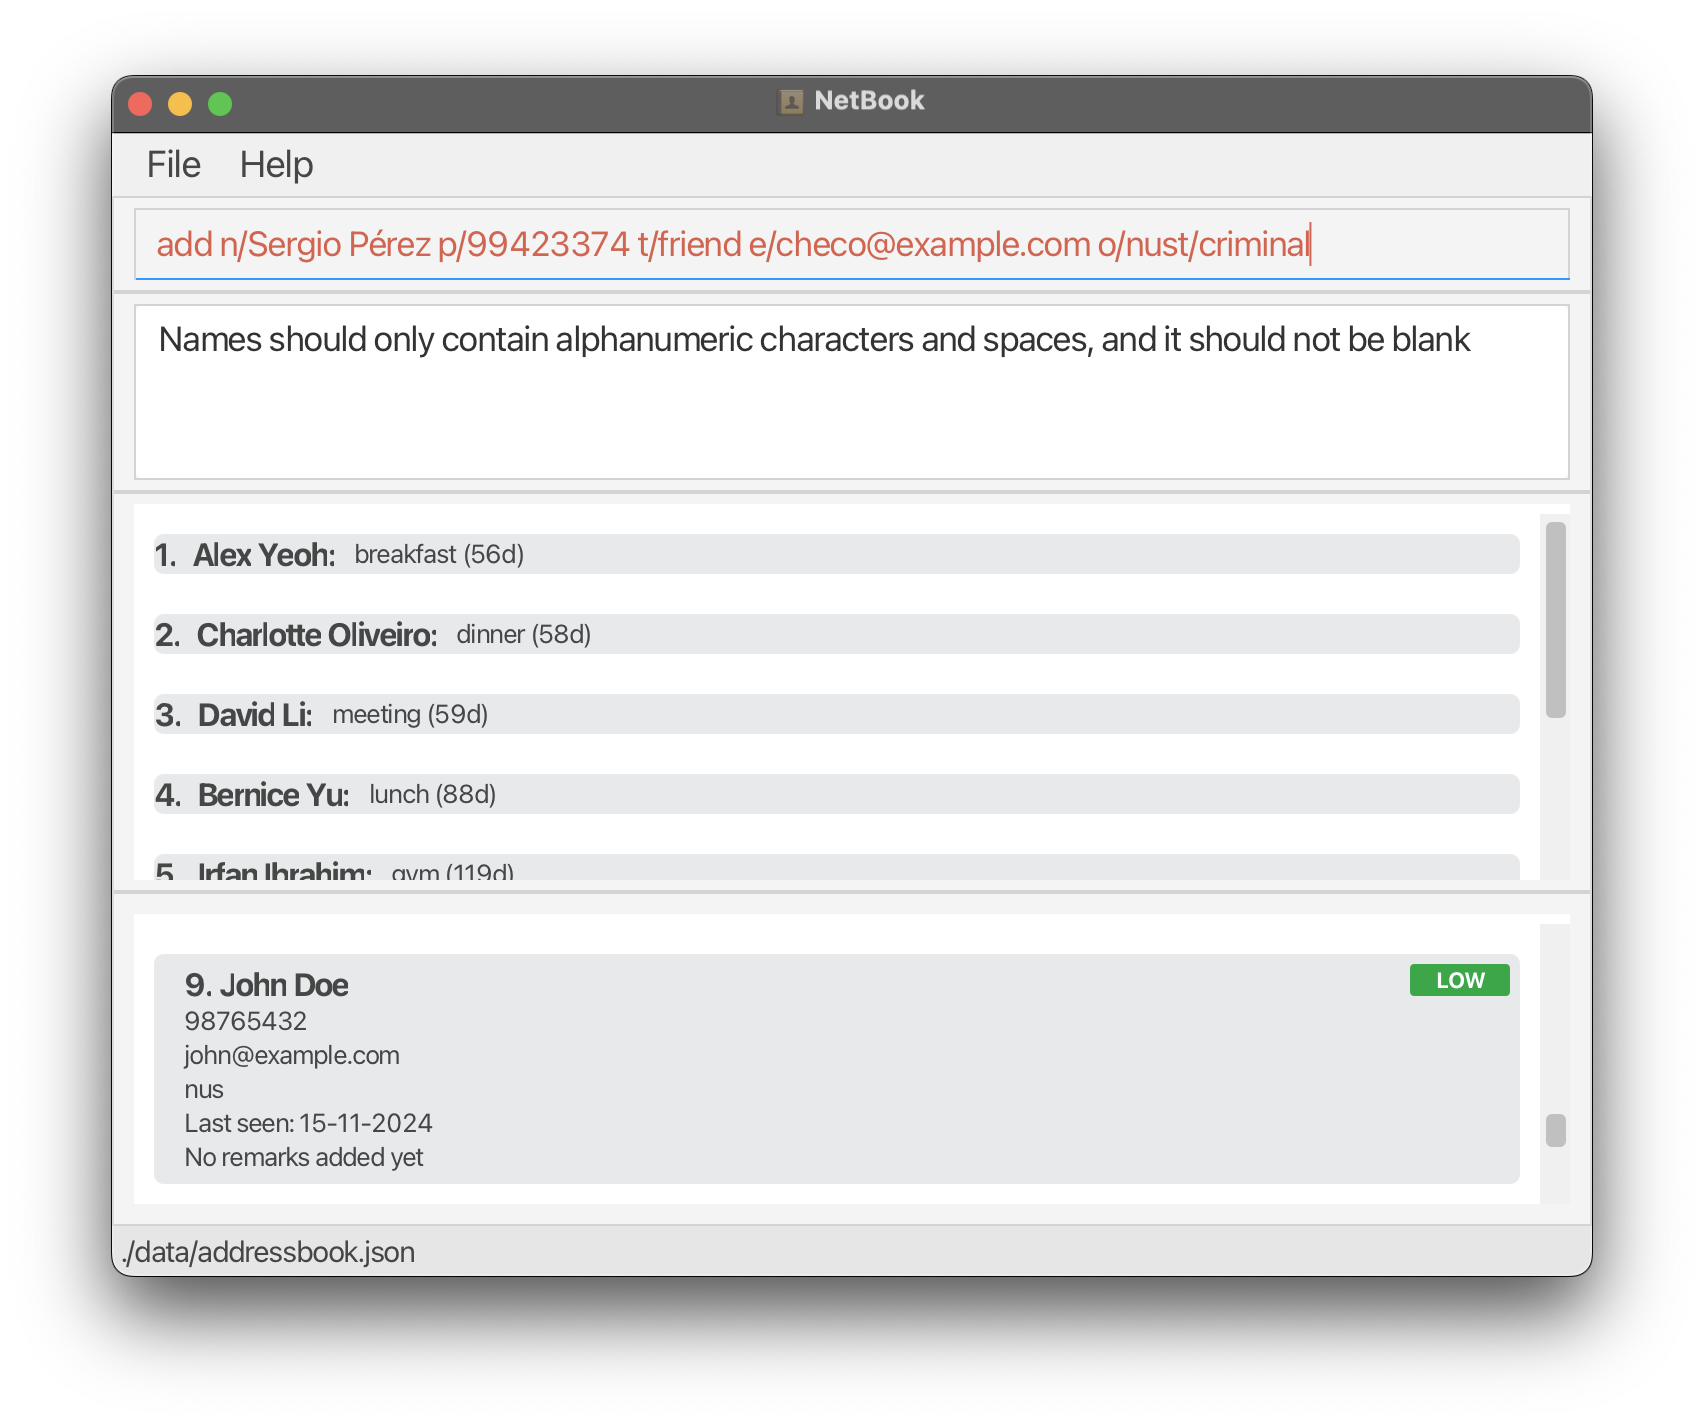 NetBook
File Help
add n/Sergio Pérez p/99423374 t/friend e/checo@example.com o/nust/criminal
Names should only contain alphanumeric characters and spaces, and it should not be blank
1. Alex Yeoh: breakfast (56d)
2. Charlotte Oliveiro: dinner (58d)
3. David Li: meeting (59d)
4. Bernice Yu: lunch (88d)
5. Irfan Ibrahim: gym (119d)
9. John Doe LOW
98765432
john@example.com
nus
Last seen: 15-11-2024
No remarks added yet
./data/addressbook.json